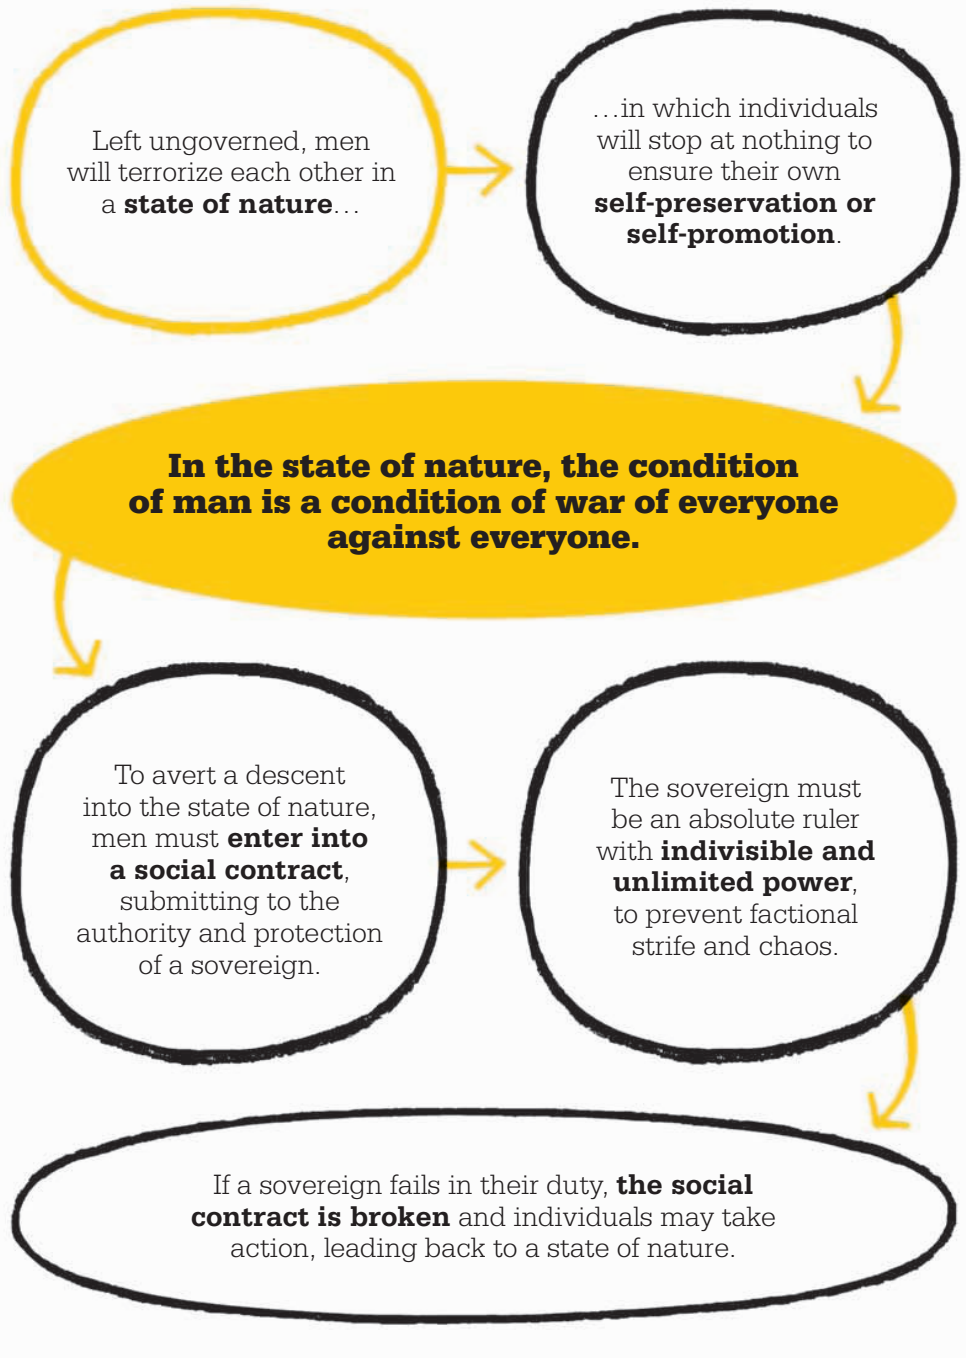 Left ungoverned, men
will terrorize each other in
a state of nature…
…in which individuals
will stop at nothing to
ensure their own
self-preservation or
self-promotion.
In the state of nature, the condition
of man is a condition of war of everyone
against everyone.
To avert a descent
into the state of nature,
men must enter into
a social contract,
submitting to the
authority and protection
of a sovereign.
The sovereign must
be an absolute ruler
with indivisible and
unlimited power,
to prevent factional
strife and chaos.
If a sovereign fails in their duty, the social
contract is broken and individuals may take
action, leading back to a state of nature.